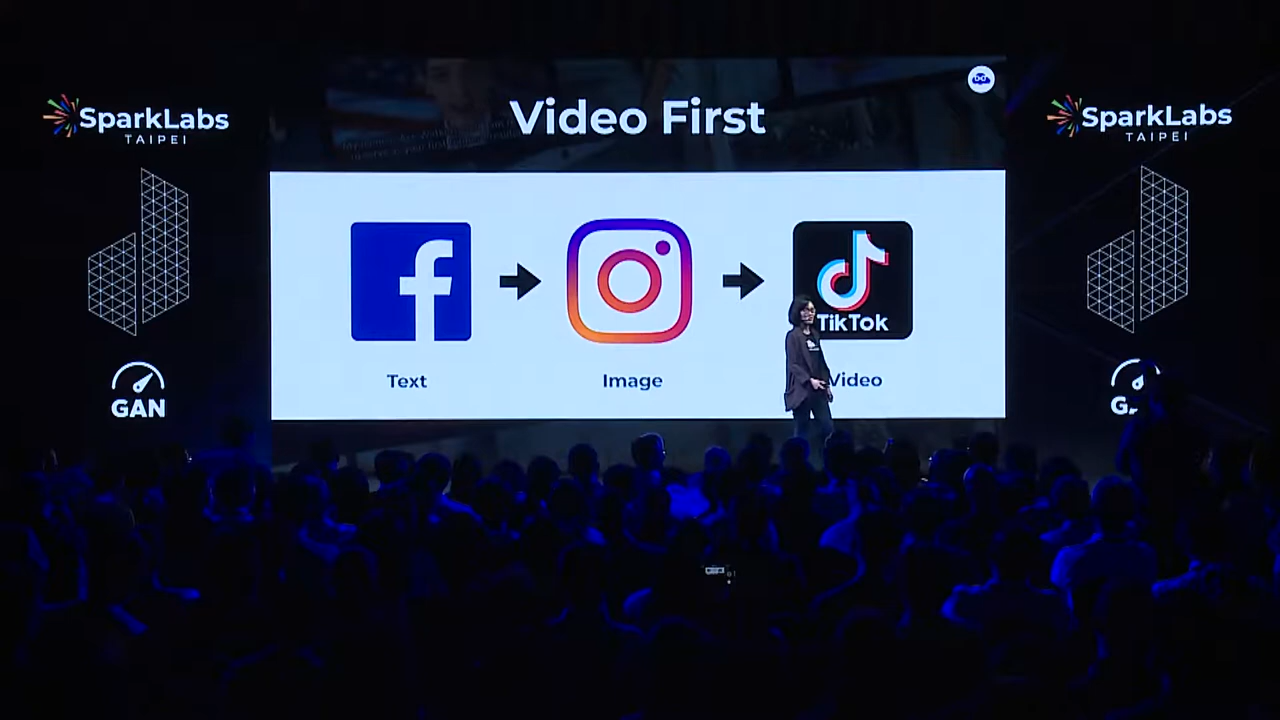 SparkLabs
TAIPEI
GAN
Video First
Text
Image
TikTok
Video
SparkLabs
TAIPEI